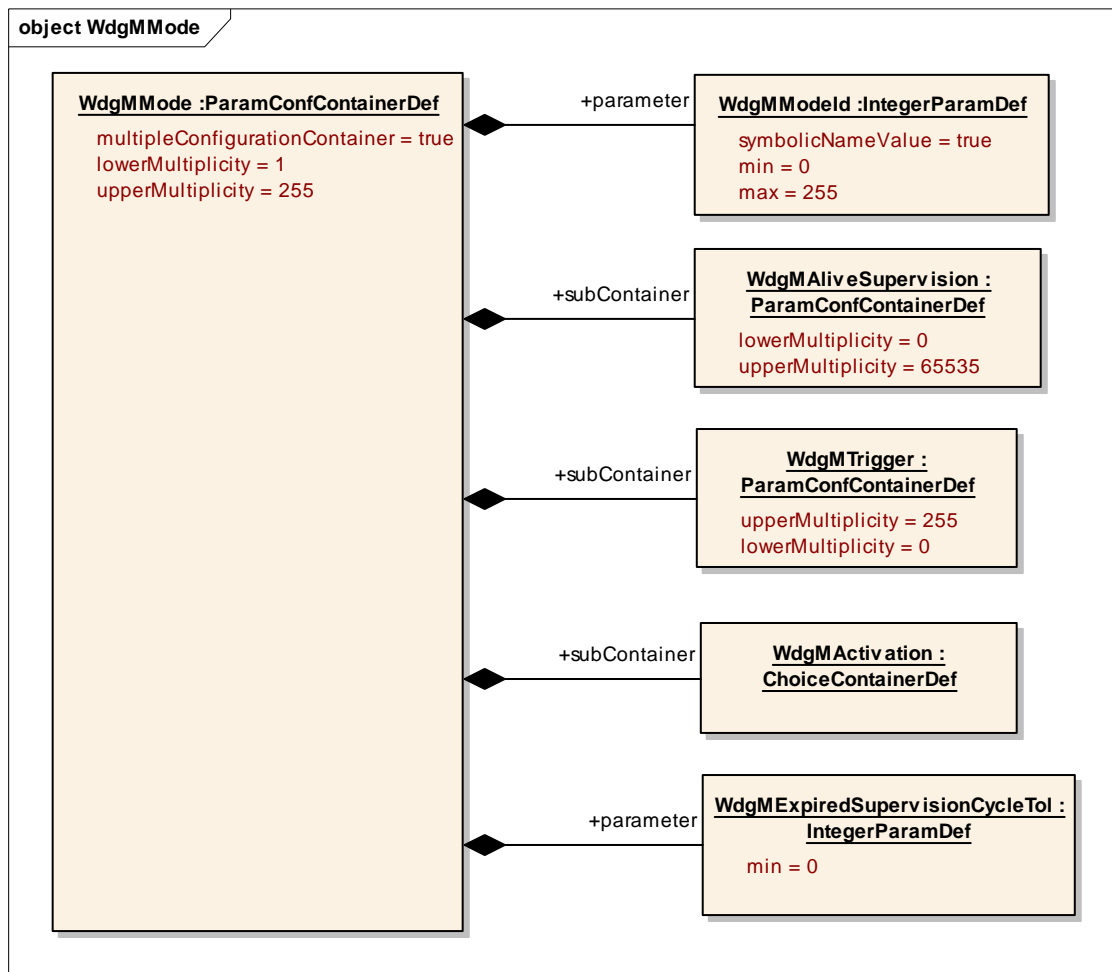 object WdgMMode
WdgMMode :ParamConfContainerDef
multipleConfigurationContainer = true
lowerMultiplicity = 1
upperMultiplicity = 255
+parameter
WdgMModeId :IntegerParamDef
symbolicNameValue = true
min = 0
max = 255
+subContainer
WdgMAliveSupervision :
ParamConfContainerDef
lowerMultiplicity = 0
upperMultiplicity = 65535
+subContainer
WdgMTrigger :
ParamConfContainerDef
upperMultiplicity = 255
lowerMultiplicity = 0
+subContainer
WdgMActivation :
ChoiceContainerDef
+parameter
WdgMExpiredSupervisionCycleTol :
IntegerParamDef
min = 0